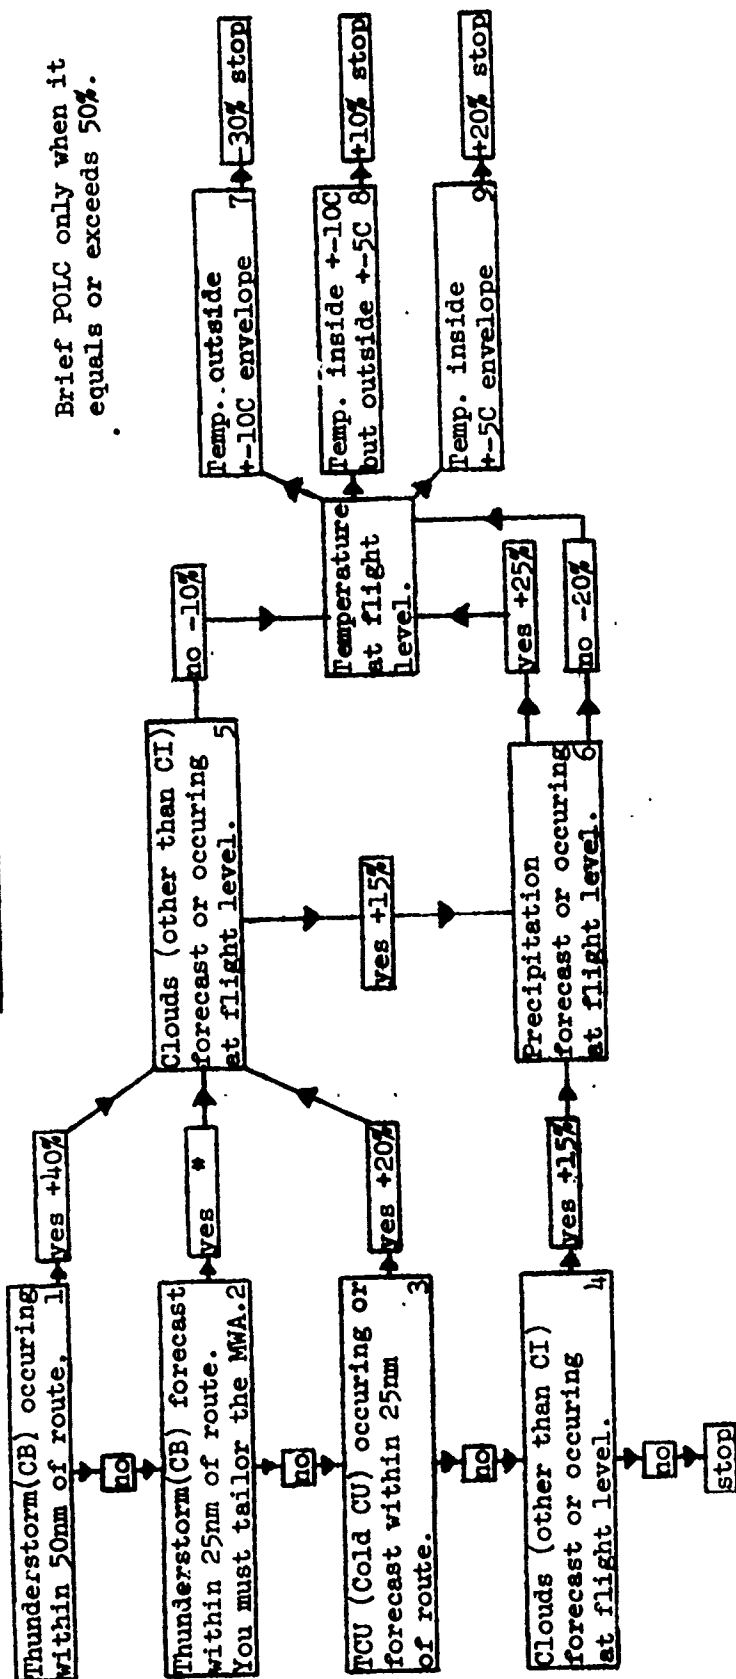 Brief POLC only when it
equals or exceeds 50%.
Thunderstorm(CB) occuring
within 50nm of route. 1
yes +40%
no
Thunderstorm(CB) forecast
within 25nm of route.
You must tailor the MWA.2
yes *
no
TCU (Cold CU) occuring or
forecast within 25nm
of route. 3
yes +20%
no
Clouds (other than CI)
forecast or occuring
at flight level. 4
yes +15%
no
stop
Clouds (other than CI)
forecast or occuring
at flight level. 5
no -10%
yes +15%
Precipitation
forecast or occuring
at flight level. 6
yes +25%
no -20%
Temperature
at flight
level.
Temp. outside
+-10C envelope 7
-30% stop
Temp. inside +-10C
but outside +-5C 8
+10% stop
Temp. inside
+-5C envelope 9
+20% stop